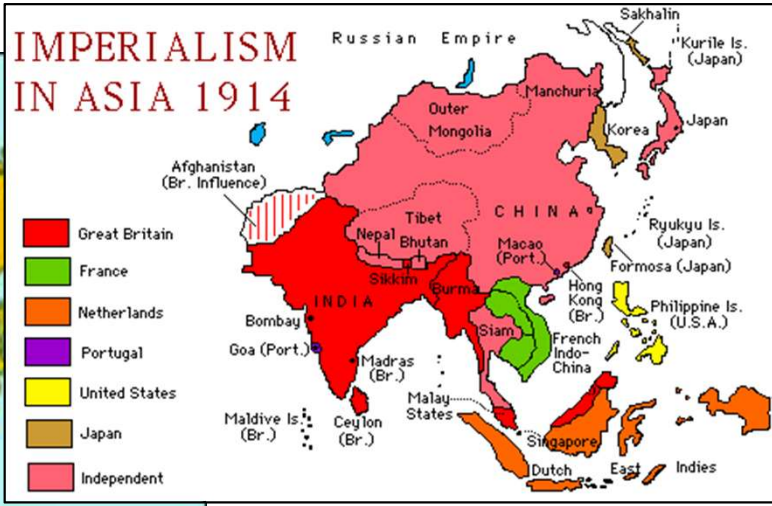 IMPERIALISM
IN ASIA 1914
Russian Empire
Sakhalin
Kurile Is.
(Japan)
Manchuria
Outer
Mongolia
Korea
Japan
Afghanistan
(Br. Influence)
Tibet
CHINA
Nepal
Bhutan
Macao
(Port.)
Ryukyu Is.
(Japan)
Formosa (Japan)
Sikkim
Burma
Hong
Kong
(Br.)
INDIA
Philippine Is.
(U.S.A.)
Bombay
Siam
French
Indo-
China
Goa (Port.)
Madras
(Br.)
Malay
States
Maldive Is.
(Br.)
Ceylon
(Br.)
Singapore
Dutch East Indies
Great Britain
France
Netherlands
Portugal
United States
Japan
Independent